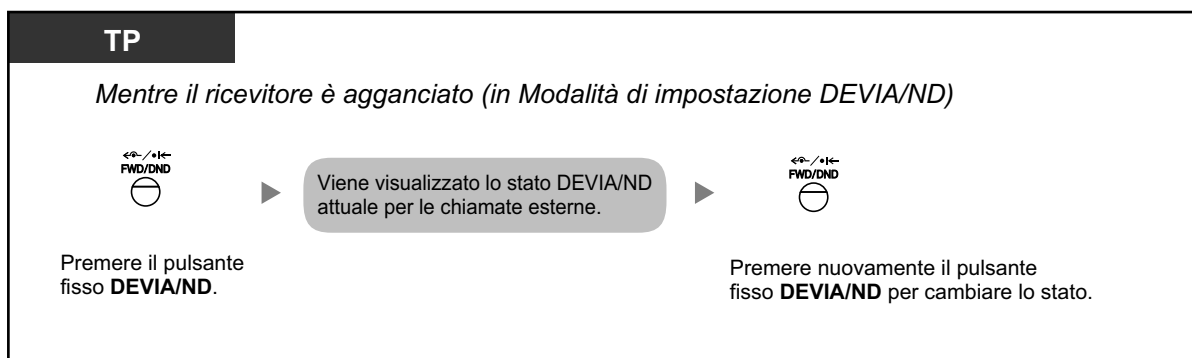 TP
Mentre il ricevitore è agganciato (in Modalità di impostazione DEVIA/ND)
FWD/DND
Viene visualizzato lo stato DEVIA/ND
attuale per le chiamate esterne.
FWD/DND
Premere il pulsante
fisso DEVIA/ND.
Premere nuovamente il pulsante
fisso DEVIA/ND per cambiare lo stato.